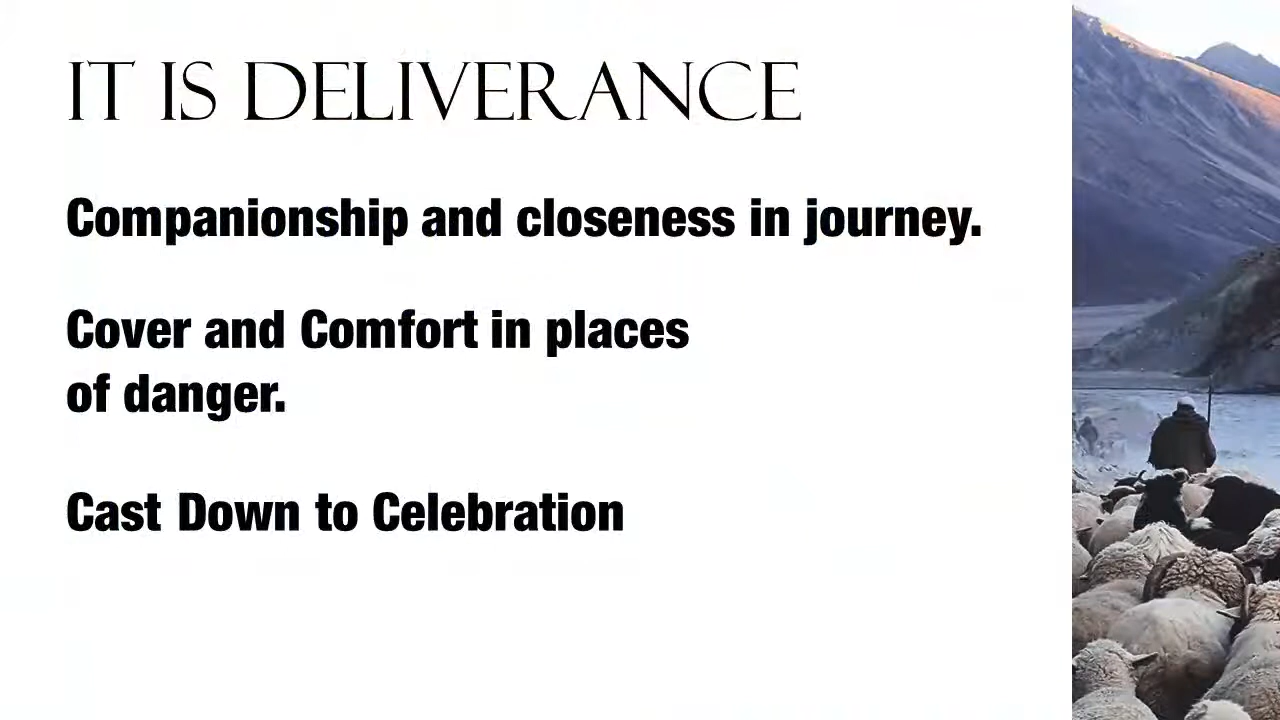 IT IS DELIVERANCE
Companionship and closeness in journey.
Cover and Comfort in places
of danger.
Cast Down to Celebration